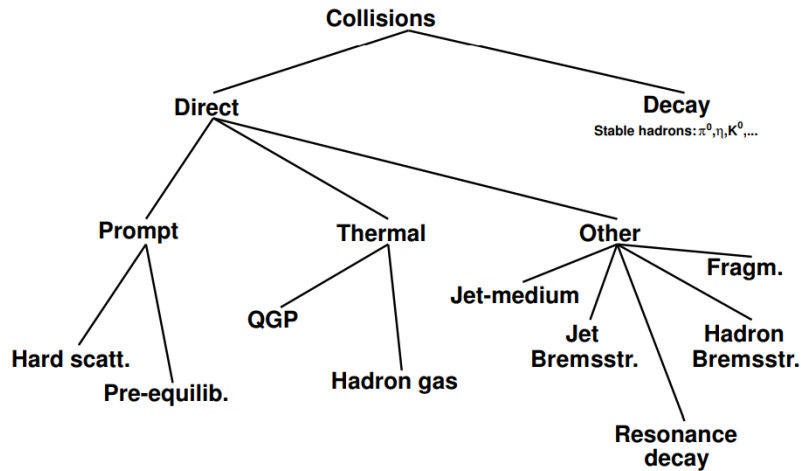 Collisions
Direct
Decay
Stable hadrons: π⁰,η,K⁰,...
Prompt
Thermal
Other
Fragm.
Jet-medium
QGP
Jet
Bremsstr.
Hadron
Bremsstr.
Hard scatt.
Pre-equilib.
Hadron gas
Resonance
decay